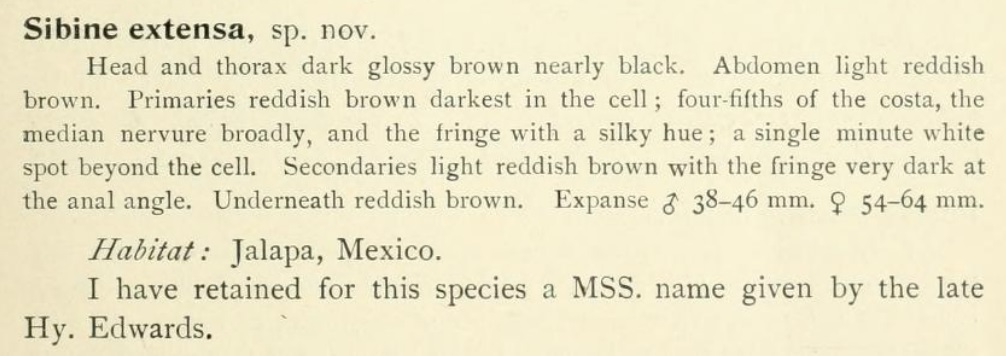 Sibine extensa, sp. nov.
Head and thorax dark glossy brown nearly black. Abdomen light reddish
brown. Primaries reddish brown darkest in the cell; four-fifths of the costa, the
median nervure broadly, and the fringe with a silky hue; a single minute white
spot beyond the cell. Secondaries light reddish brown with the fringe very dark at
the anal angle. Underneath reddish brown. Expanse ♂ 38–46 mm. ♀ 54–64 mm.
Habitat: Jalapa, Mexico.
I have retained for this species a MSS. name given by the late
Hy. Edwards.